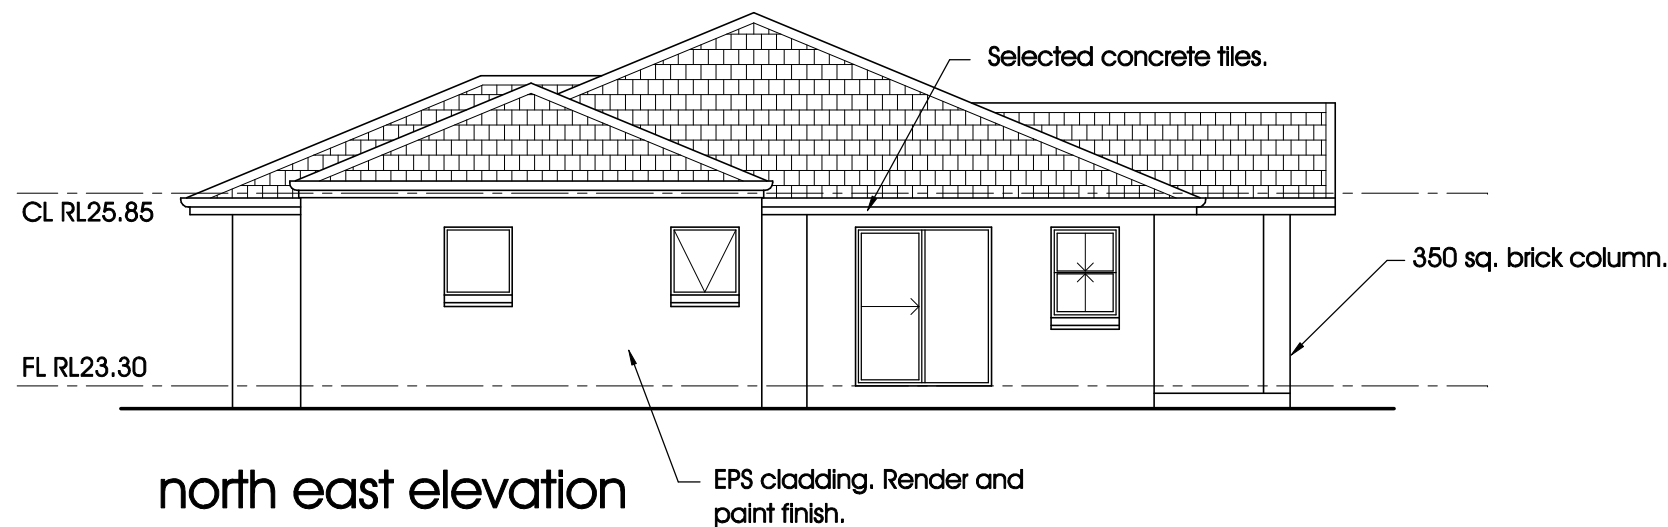 Selected concrete tiles.
CL RL25.85
350 sq. brick column.
FL RL23.30
north east elevation
EPS cladding. Render and
paint finish.